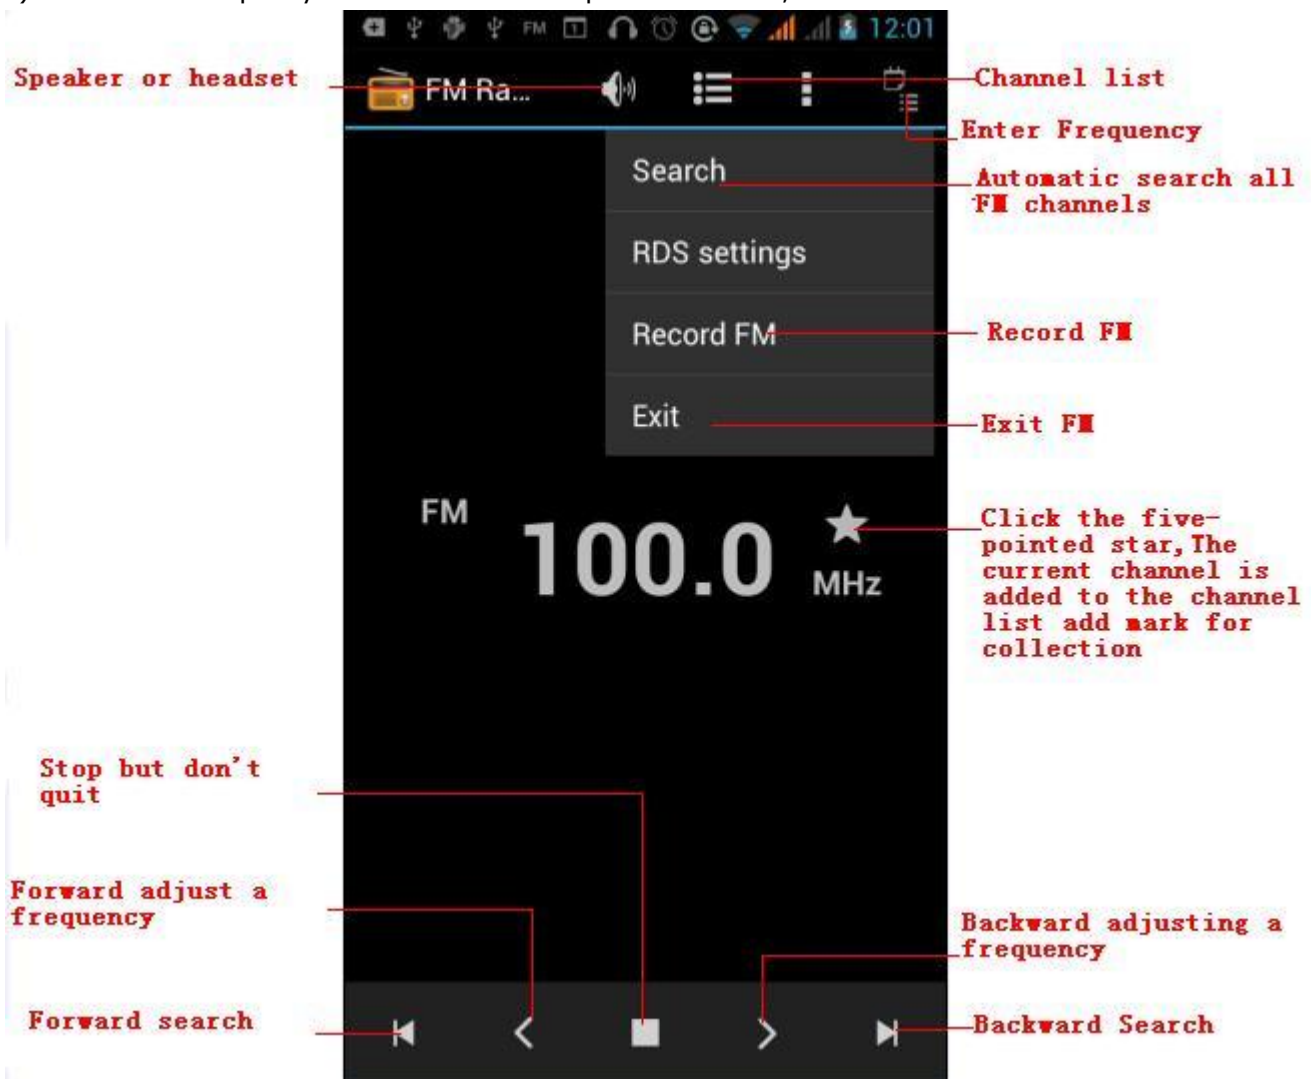 FM 1 12:01
Speaker or headset
FM Ra...
Channel list
Enter Frequency
Search
Automatic search all
FM channels
RDS settings
Record FM
Record FM
Exit
Exit FM
FM
100.0
MHz
Click the five-
pointed star,The
current channel is
added to the channel
list add mark for
collection
Stop but don't
quit
Forward adjust a
frequency
Backward adjusting a
frequency
Forward search
Backward Search